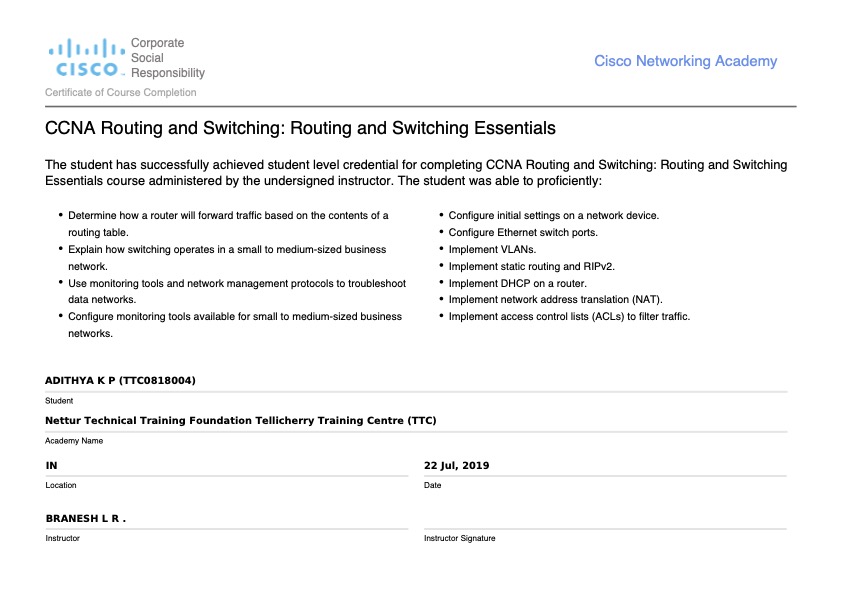 CISCO
Corporate
Social
Responsibility
Cisco Networking Academy
Certificate of Course Completion
CCNA Routing and Switching: Routing and Switching Essentials
The student has successfully achieved student level credential for completing CCNA Routing and Switching: Routing and Switching
Essentials course administered by the undersigned instructor. The student was able to proficiently:
• Determine how a router will forward traffic based on the contents of a
routing table.
• Explain how switching operates in a small to medium-sized business
network.
• Use monitoring tools and network management protocols to troubleshoot
data networks.
• Configure monitoring tools available for small to medium-sized business
networks.
• Configure initial settings on a network device.
• Configure Ethernet switch ports.
• Implement VLANs.
• Implement static routing and RIPv2.
• Implement DHCP on a router.
• Implement network address translation (NAT).
• Implement access control lists (ACLs) to filter traffic.
ADITHYA K P (TTC0818004)
Student
Nettur Technical Training Foundation Tellicherry Training Centre (TTC)
Academy Name
IN
Location
22 Jul, 2019
Date
BRANESH L R .
Instructor
Instructor Signature